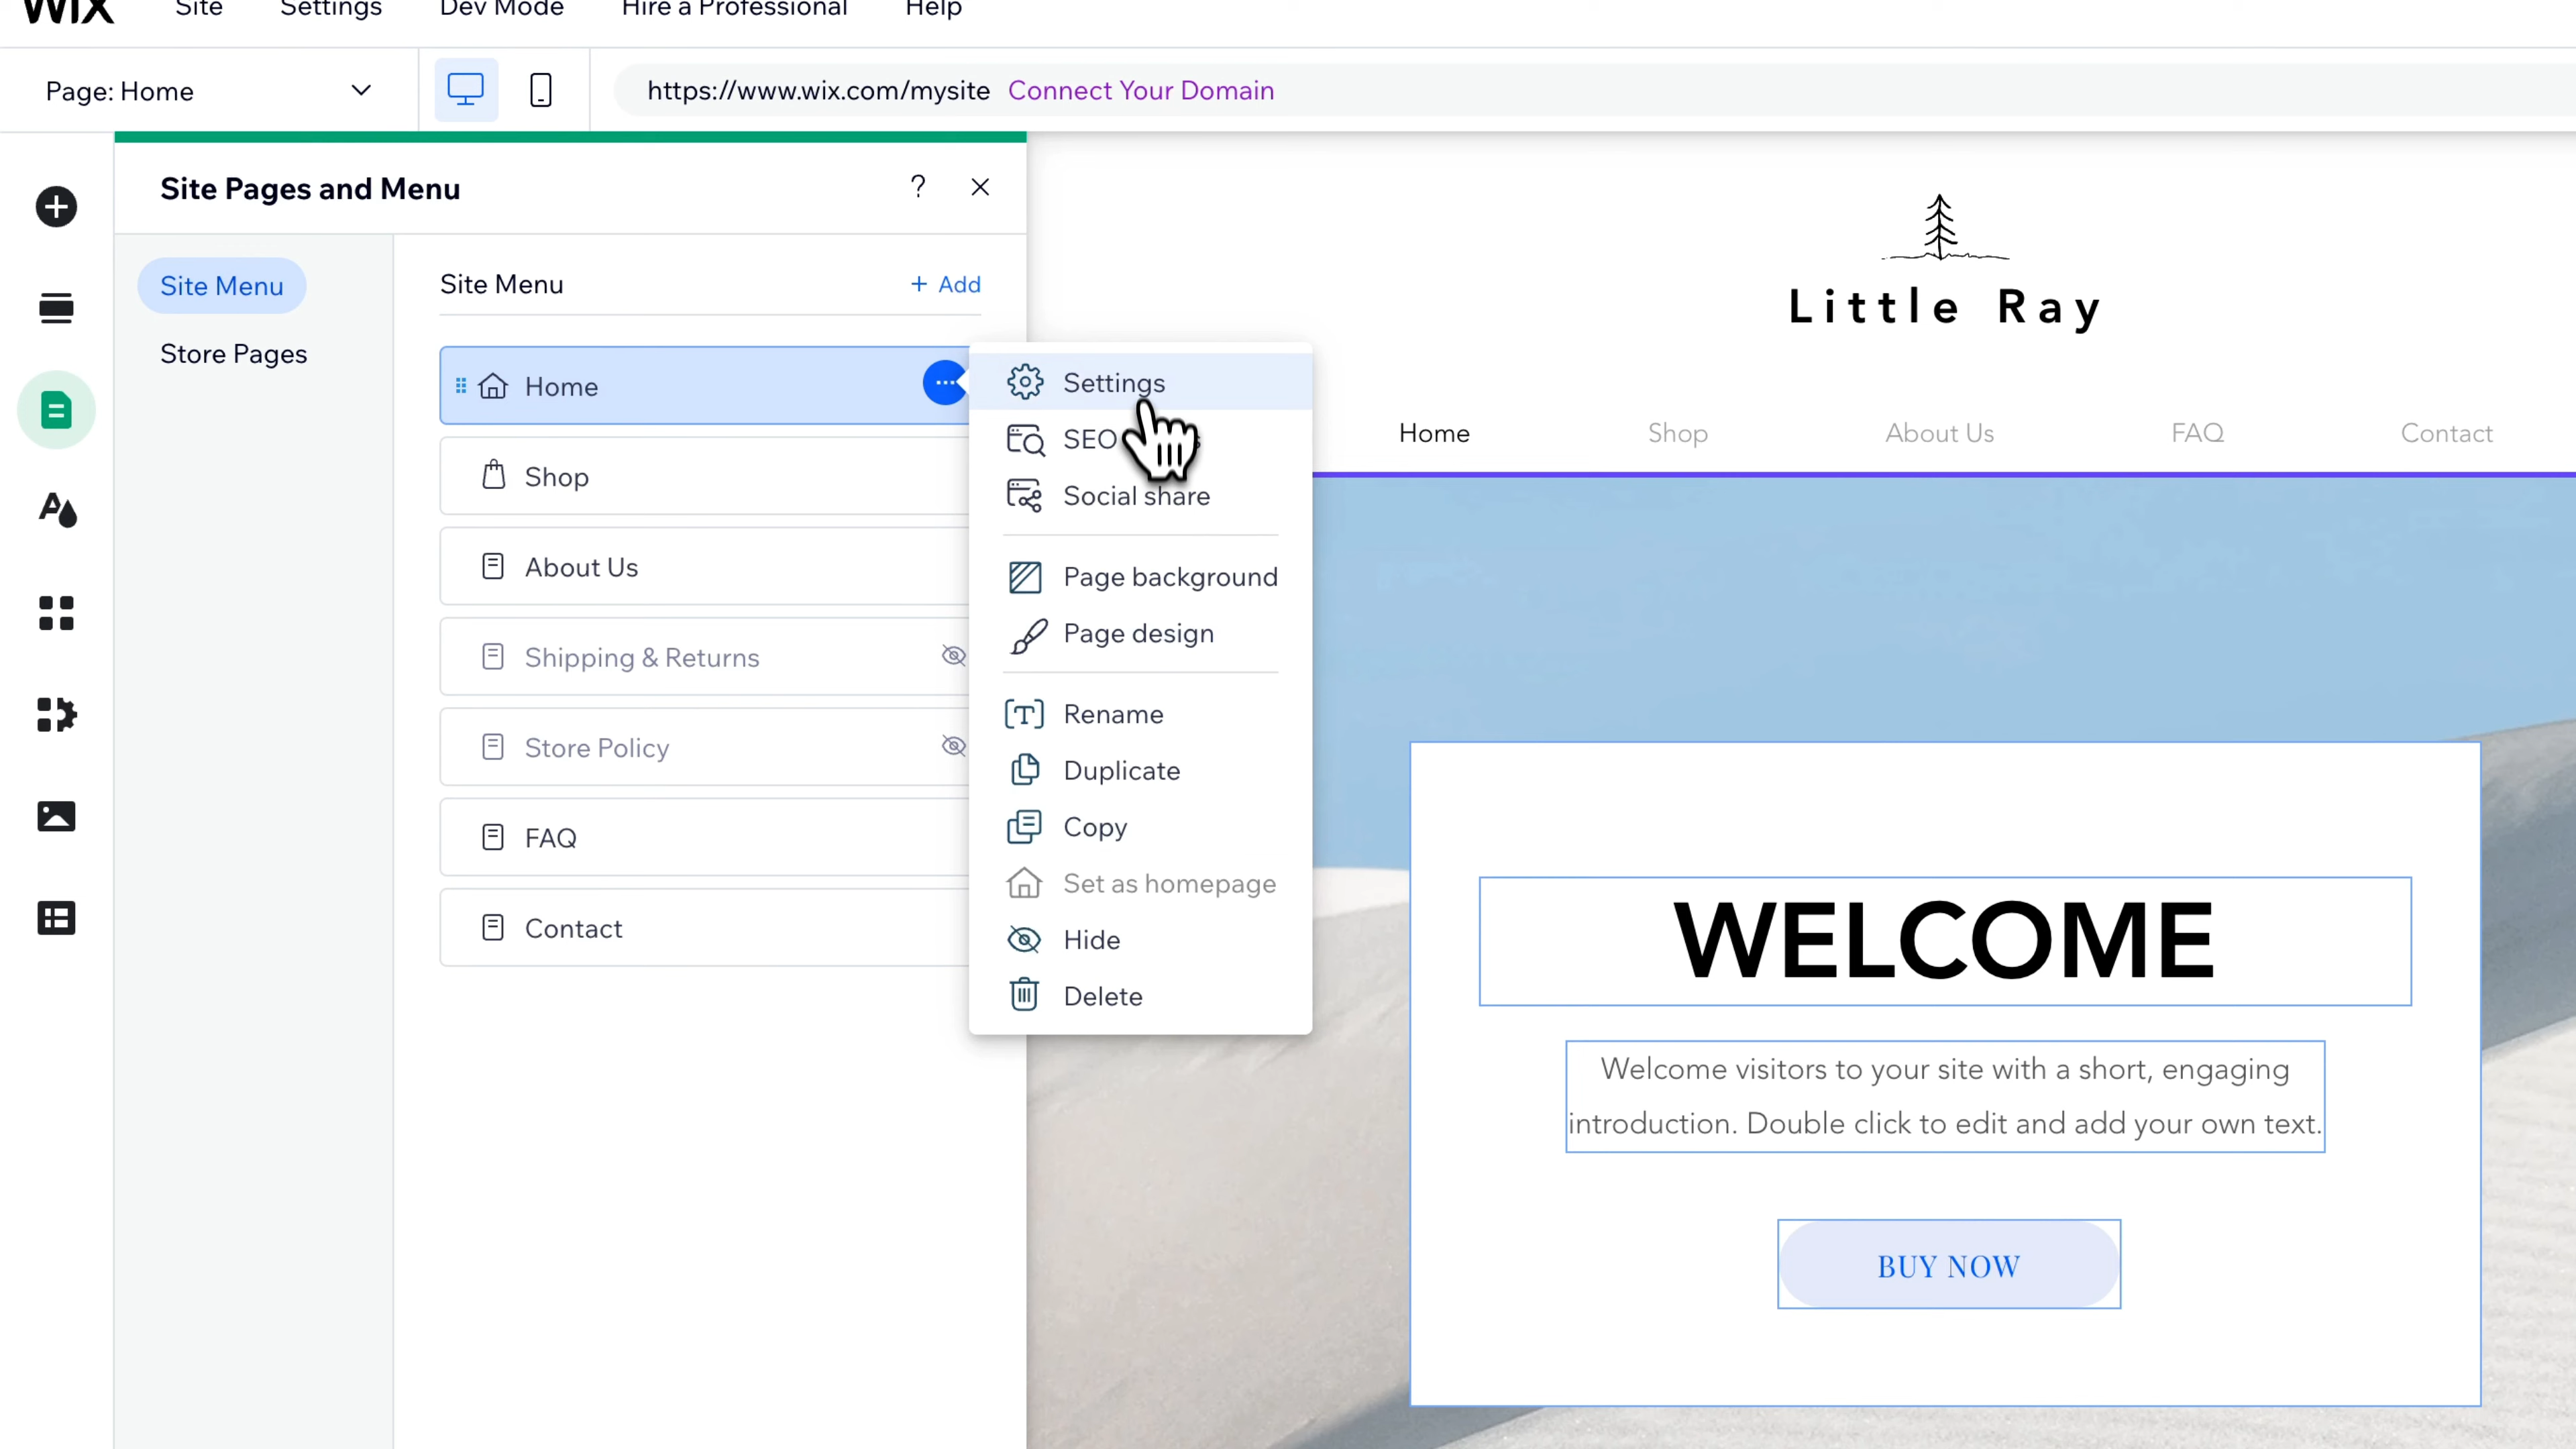 WIX Site Settings Dev Mode Hire a Professional Help
Page: Home https://www.wix.com/mysite Connect Your Domain
Site Pages and Menu ?
Site Menu
Store Pages
Site Menu + Add
Home
Shop
About Us
Shipping & Returns
Store Policy
FAQ
Contact
Settings
SEO
Social share
Page background
Page design
Rename
Duplicate
Copy
Set as homepage
Hide
Delete
Little Ray
Home Shop About Us FAQ Contact
WELCOME
Welcome visitors to your site with a short, engaging
introduction. Double click to edit and add your own text.
BUY NOW